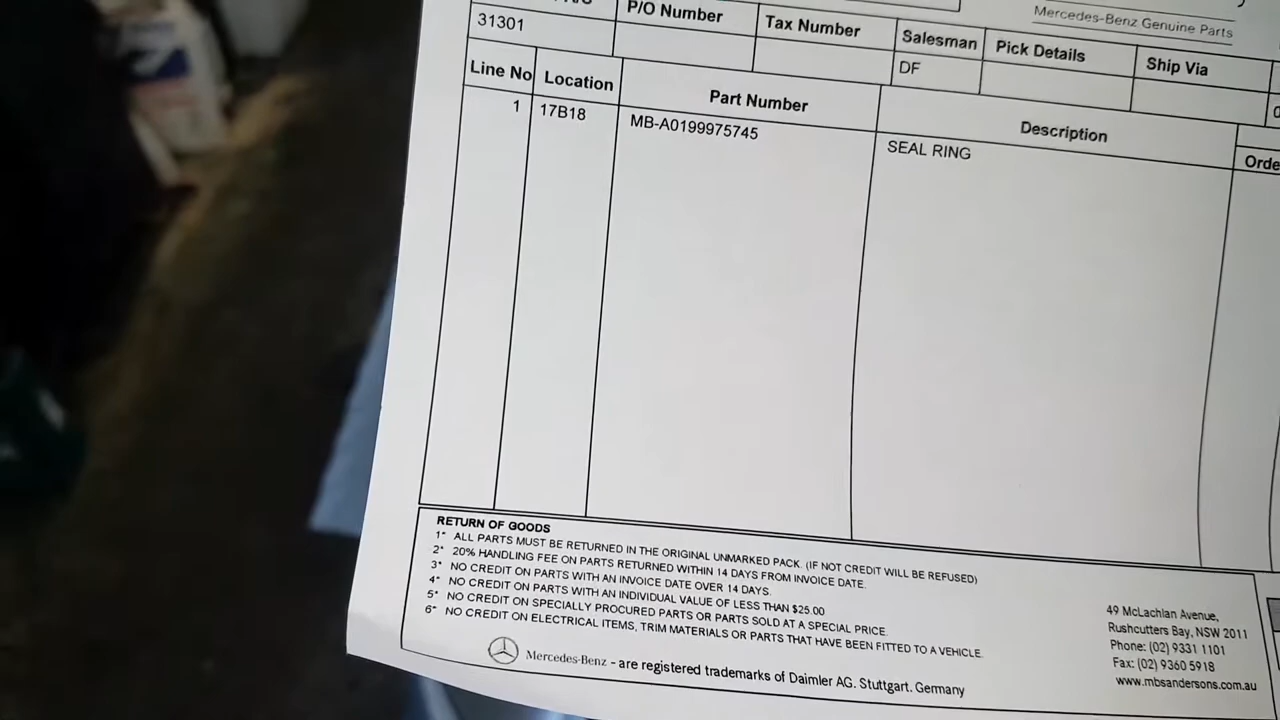 Mercedes-Benz Genuine Parts
P/O Number Tax Number Salesman Pick Details Ship Via
31301 DF
Line No Location Part Number Description
1 17B18 MB-A0199975745 SEAL RING
RETURN OF GOODS
1* ALL PARTS MUST BE RETURNED IN THE ORIGINAL UNMARKED PACK. (IF NOT CREDIT WILL BE REFUSED)
2* 20% HANDLING FEE ON PARTS RETURNED WITHIN 14 DAYS FROM INVOICE DATE.
3* NO CREDIT ON PARTS WITH AN INVOICE DATE OVER 14 DAYS.
4* NO CREDIT ON PARTS WITH AN INDIVIDUAL VALUE OF LESS THAN $25.00
5* NO CREDIT ON SPECIALLY PROCURED PARTS OR PARTS SOLD AT A SPECIAL PRICE.
6* NO CREDIT ON ELECTRICAL ITEMS, TRIM MATERIALS OR PARTS THAT HAVE BEEN FITTED TO A VEHICLE.
Mercedes-Benz - are registered trademarks of Daimler AG. Stuttgart. Germany
49 McLachlan Avenue,
Rushcutters Bay, NSW 2011
Phone: (02) 9331 1101
Fax: (02) 9360 5918
www.mbsandersons.com.au